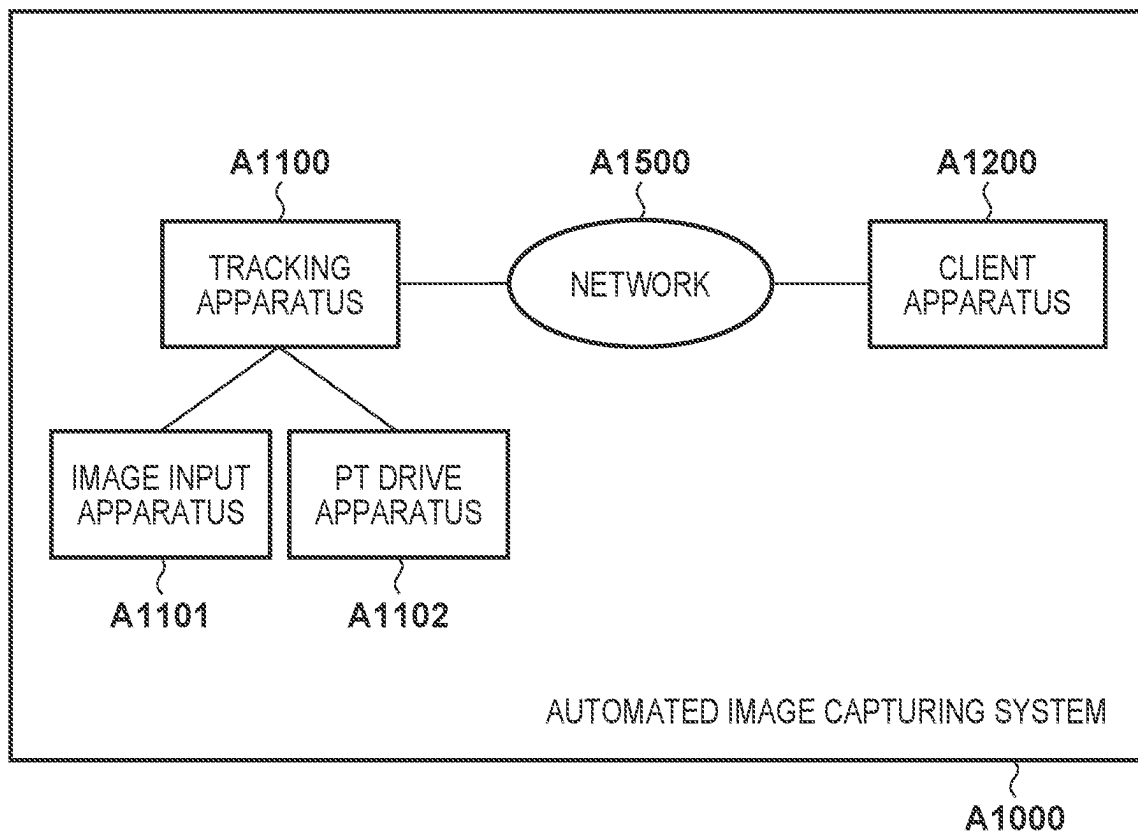 A1100
A1500
A1200
TRACKING
APPARATUS
NETWORK
CLIENT
APPARATUS
IMAGE INPUT
APPARATUS
PT DRIVE
APPARATUS
A1101
A1102
AUTOMATED IMAGE CAPTURING SYSTEM
A1000